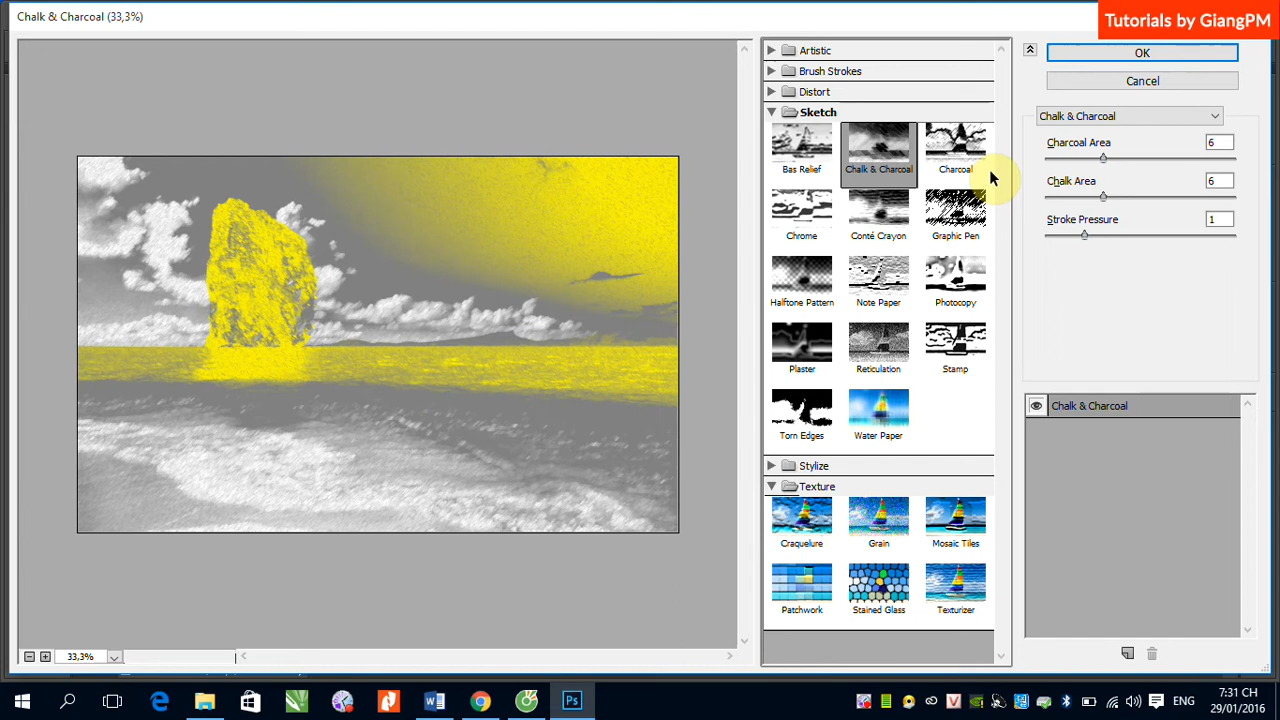 Chalk & Charcoal (33,3%)
Tutorials by GiangPM
Artistic
Brush Strokes
Distort
Sketch
Bas Relief
Chalk & Charcoal
Charcoal
Chrome
Conté Crayon
Graphic Pen
Halftone Pattern
Note Paper
Photocopy
Plaster
Reticulation
Stamp
Torn Edges
Water Paper
Stylize
Texture
Craquelure
Grain
Mosaic Tiles
Patchwork
Stained Glass
Texturizer
OK
Cancel
Chalk & Charcoal
Charcoal Area 6
Chalk Area 6
Stroke Pressure 1
Chalk & Charcoal
33,3%
ENG
7:31 CH
29/01/2016